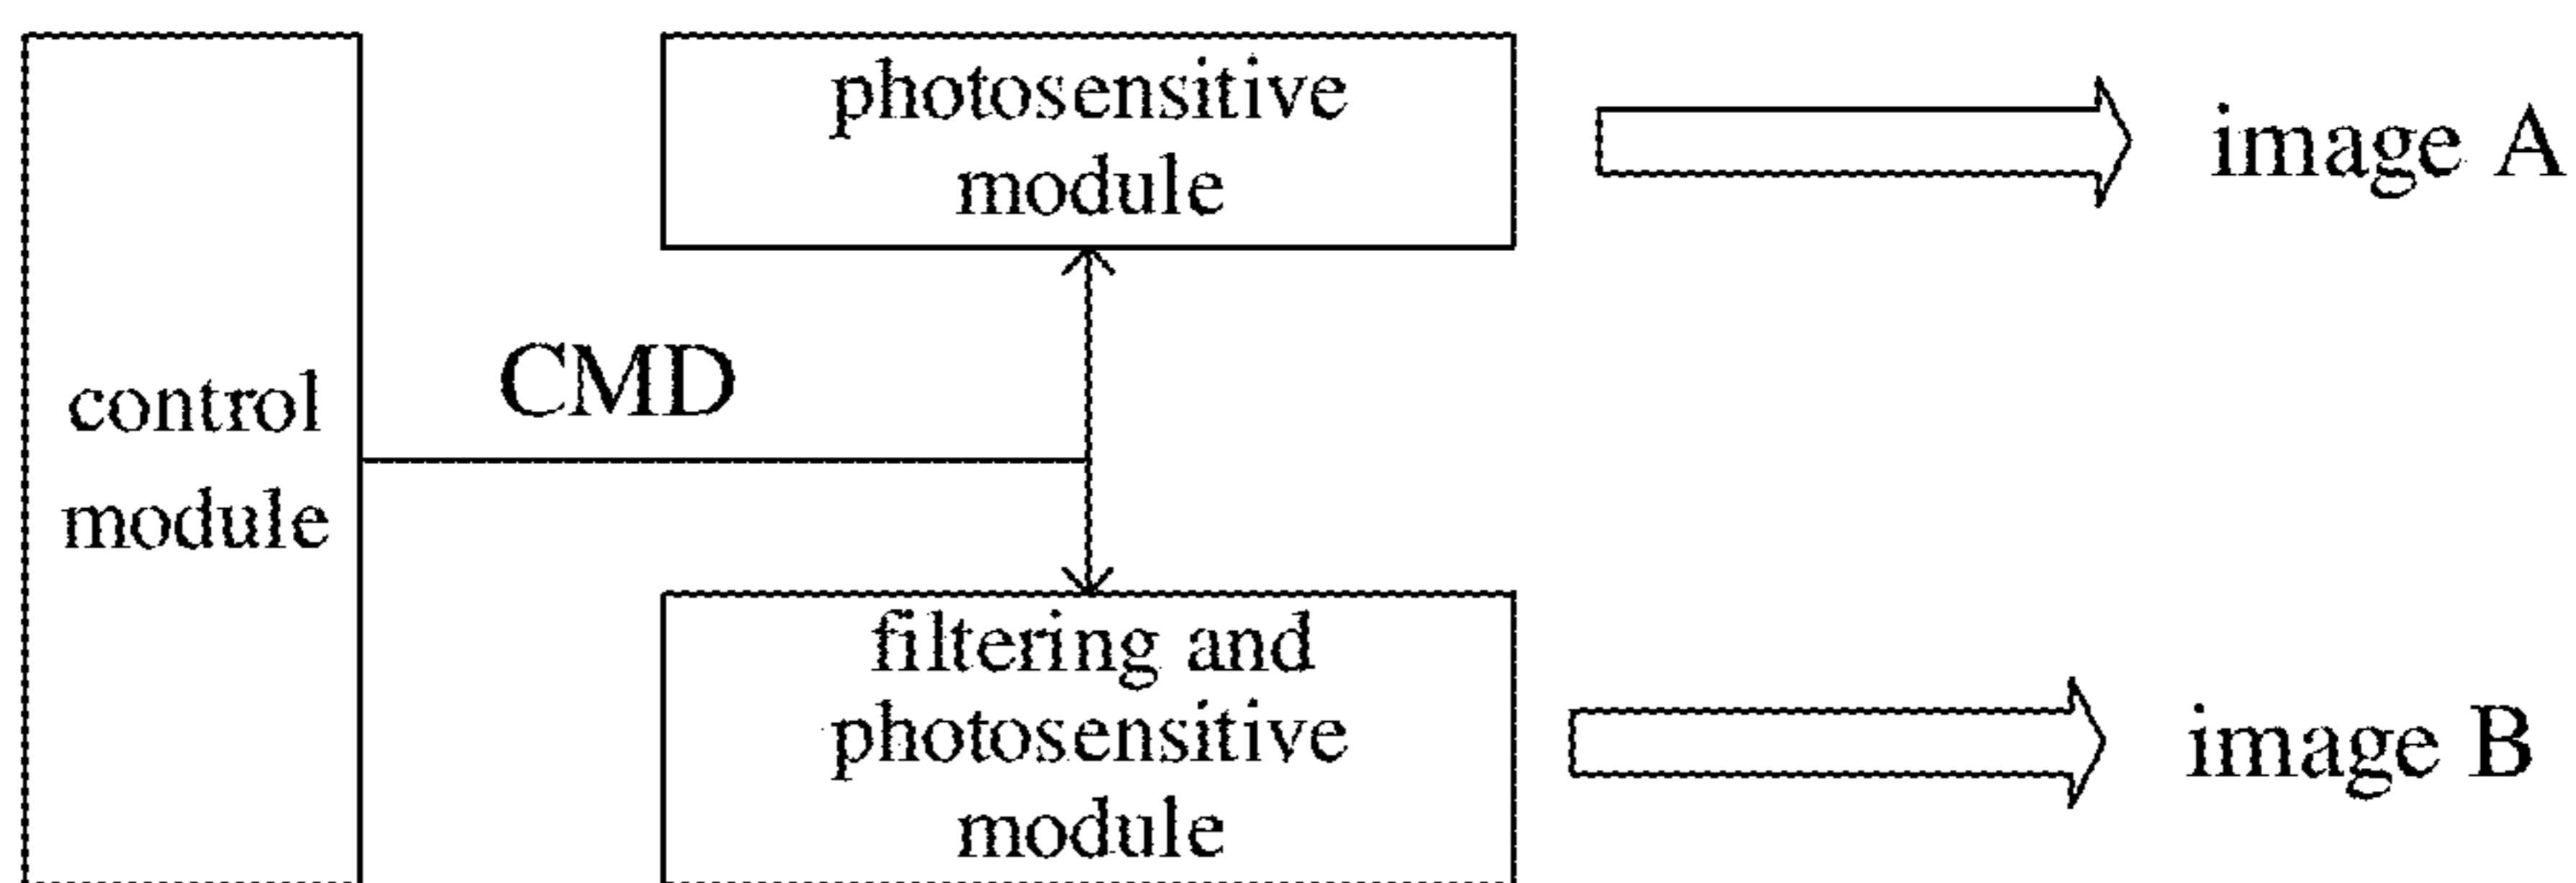 control
module
CMD
photosensitive
module
image A
filtering and
photosensitive
module
image B